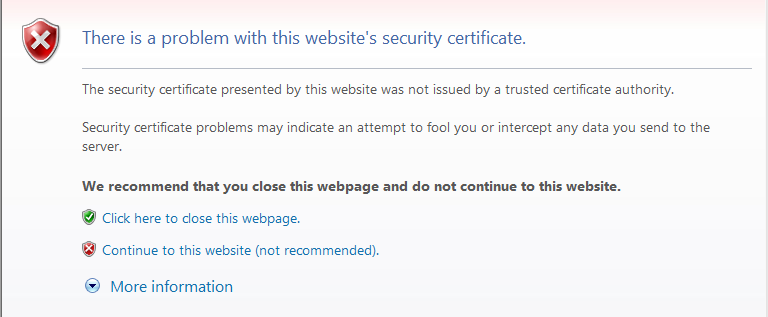 There is a problem with this website's security certificate.
The security certificate presented by this website was not issued by a trusted certificate authority.
Security certificate problems may indicate an attempt to fool you or intercept any data you send to the
server.
We recommend that you close this webpage and do not continue to this website.
Click here to close this webpage.
Continue to this website (not recommended).
More information